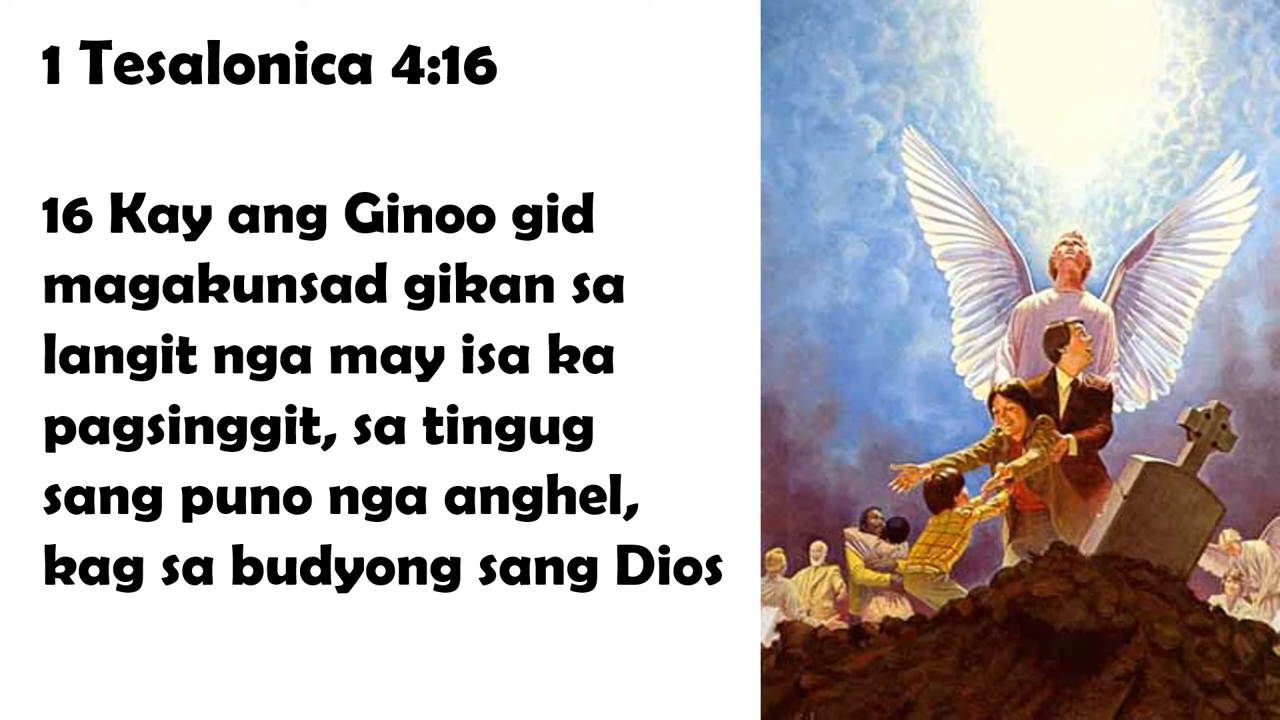 1 Tesalonica 4:16
16 Kay ang Ginoo gid
magakunsad gikan sa
langit nga may isa ka
pagsinggit, sa tingug
sang puno nga anghel,
kag sa budyong sang Dios